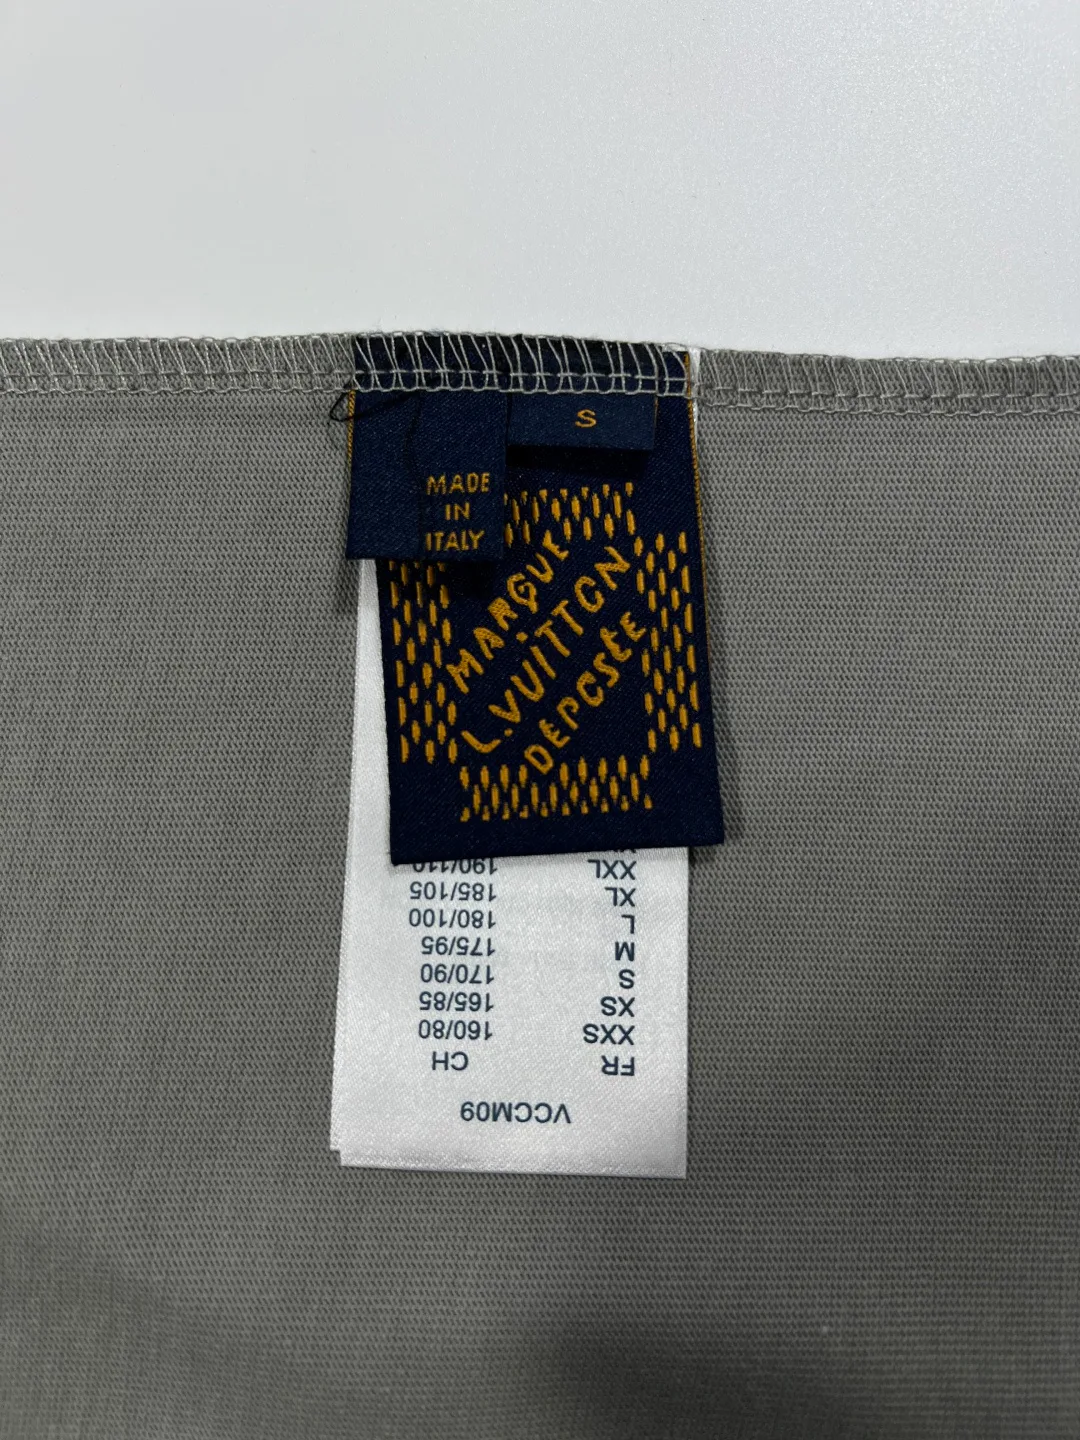 S
MADE
IN
ITALY
MARQUE
L.VUiTTON
DÉPOSÉE
VCCM09
FR CH
XXS 160/80
XS 165/85
S 170/90
M 175/95
L 180/100
XL 185/105
XXL 190/110